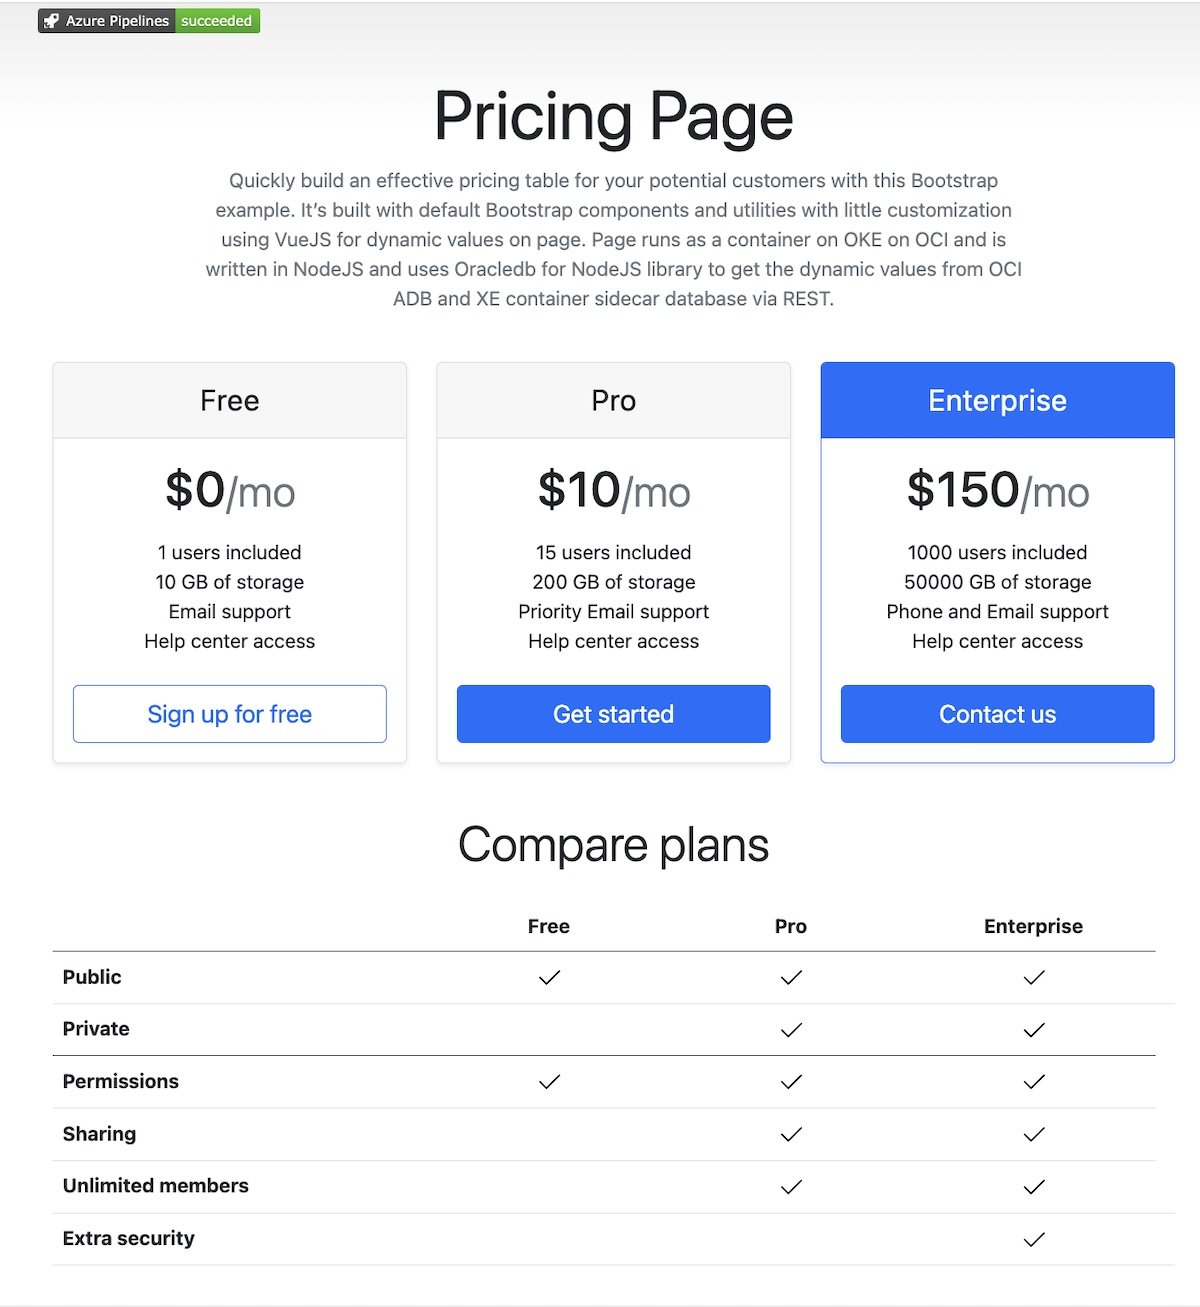 Azure Pipelines succeeded
Pricing Page
Quickly build an effective pricing table for your potential customers with this Bootstrap
example. It’s built with default Bootstrap components and utilities with little customization
using VueJS for dynamic values on page. Page runs as a container on OKE on OCI and is
written in NodeJS and uses Oracledb for NodeJS library to get the dynamic values from OCI
ADB and XE container sidecar database via REST.
Free
$0/mo
1 users included
10 GB of storage
Email support
Help center access
Sign up for free
Pro
$10/mo
15 users included
200 GB of storage
Priority Email support
Help center access
Get started
Enterprise
$150/mo
1000 users included
50000 GB of storage
Phone and Email support
Help center access
Contact us
Compare plans
Free Pro Enterprise
Public
Private
Permissions
Sharing
Unlimited members
Extra security